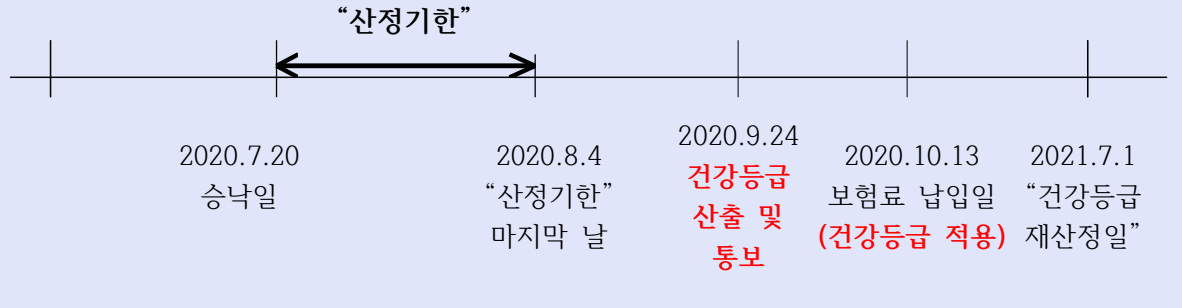 “산정기한”
2020.7.20
승낙일
2020.8.4
“산정기한”
마지막 날
2020.9.24
건강등급
산출 및
통보
2020.10.13
보험료 납입일
(건강등급 적용)
2021.7.1
“건강등급
재산정일”